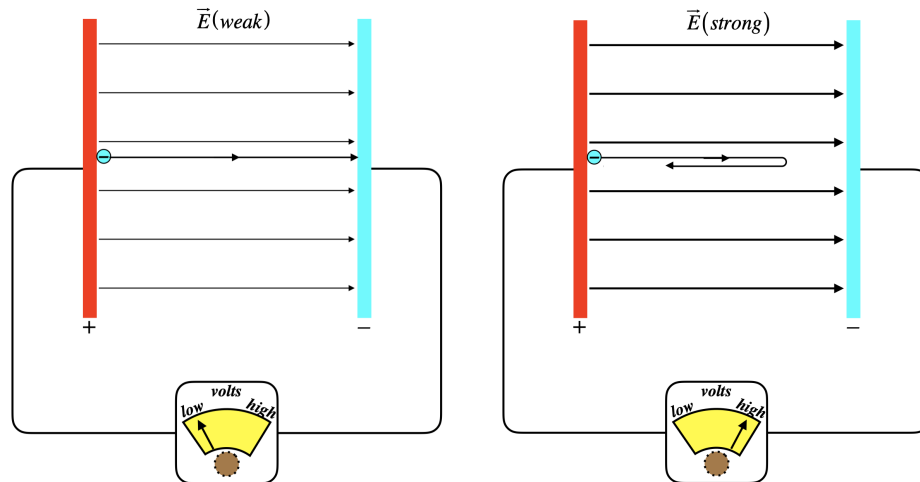 E⃗(weak)
−
+
−
volts
low
high
E⃗(strong)
−
+
−
volts
low
high